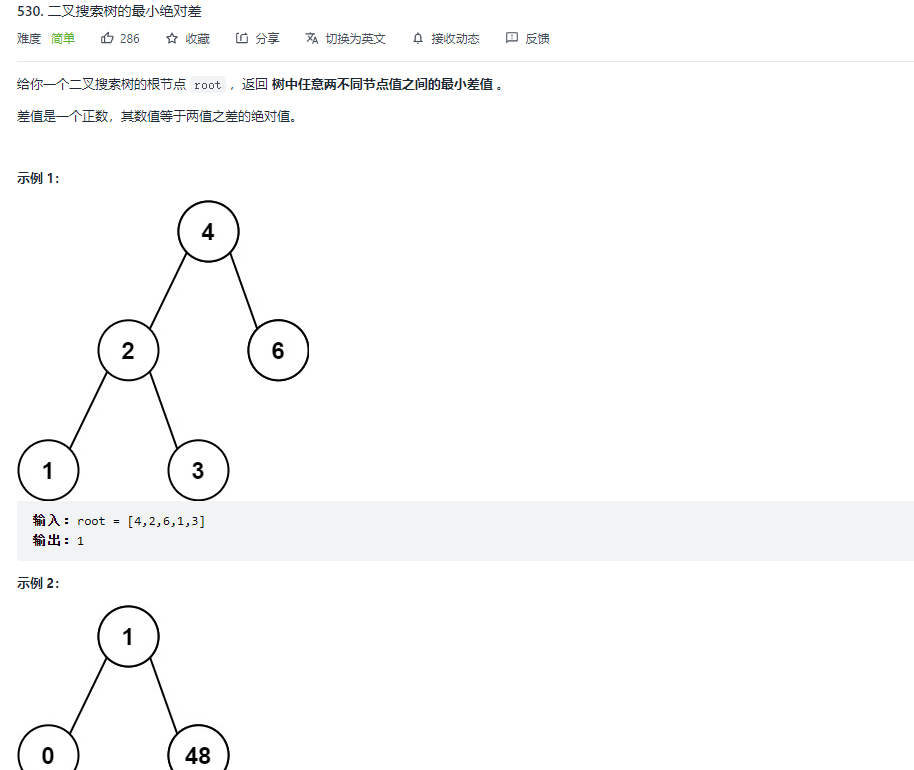 530. 二叉搜索树的最小绝对差
难度 简单 286 收藏 分享 切换为英文 接收动态 反馈
给你一个二叉搜索树的根节点 root ，返回 树中任意两不同节点值之间的最小差值 。
差值是一个正数，其数值等于两值之差的绝对值。
示例 1：
4
2 6
1 3
输入：root = [4,2,6,1,3]
输出：1
示例 2：
1
0 48